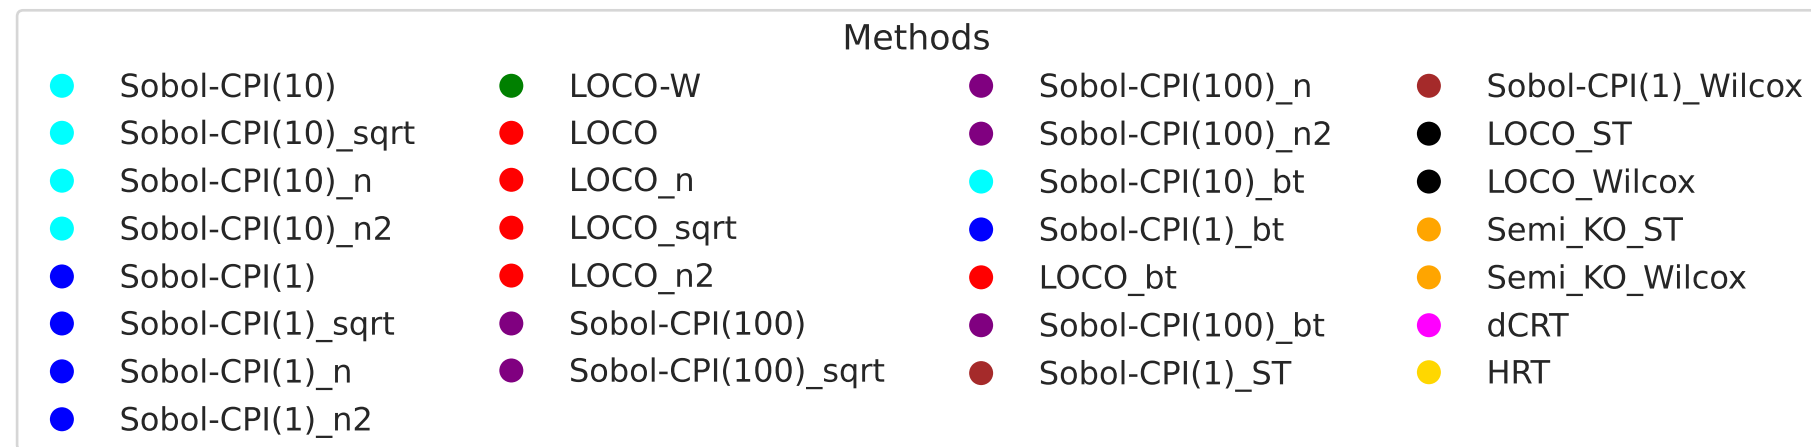 Methods
Sobol-CPI(10)
Sobol-CPI(10)_sqrt
Sobol-CPI(10)_n
Sobol-CPI(10)_n2
Sobol-CPI(1)
Sobol-CPI(1)_sqrt
Sobol-CPI(1)_n
Sobol-CPI(1)_n2
LOCO-W
LOCO
LOCO_n
LOCO_sqrt
LOCO_n2
Sobol-CPI(100)
Sobol-CPI(100)_sqrt
Sobol-CPI(100)_n
Sobol-CPI(100)_n2
Sobol-CPI(10)_bt
Sobol-CPI(1)_bt
LOCO_bt
Sobol-CPI(100)_bt
Sobol-CPI(1)_ST
Sobol-CPI(1)_Wilcox
LOCO_ST
LOCO_Wilcox
Semi_KO_ST
Semi_KO_Wilcox
dCRT
HRT